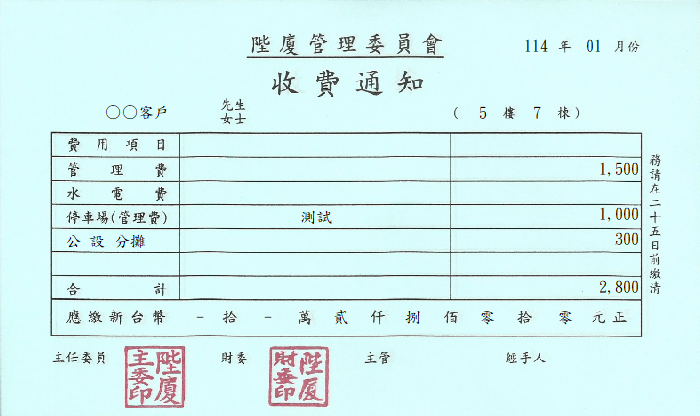 陛廈管理委員會
114 年 01 月份
收費通知
○○客戶 先生 女士 ( 5 樓 7 棟 )
費用項目
管理費 1,500
水電費
停車場(管理費) 測試 1,000
公設分攤 300
合計 2,800
應繳新台幣 - 拾 - 萬 貳 仟 捌 佰 零 拾 零 元正
務請在二十五日前繳清
主任委員 陛廈主委印 財委 陛廈財委印 主管 經手人